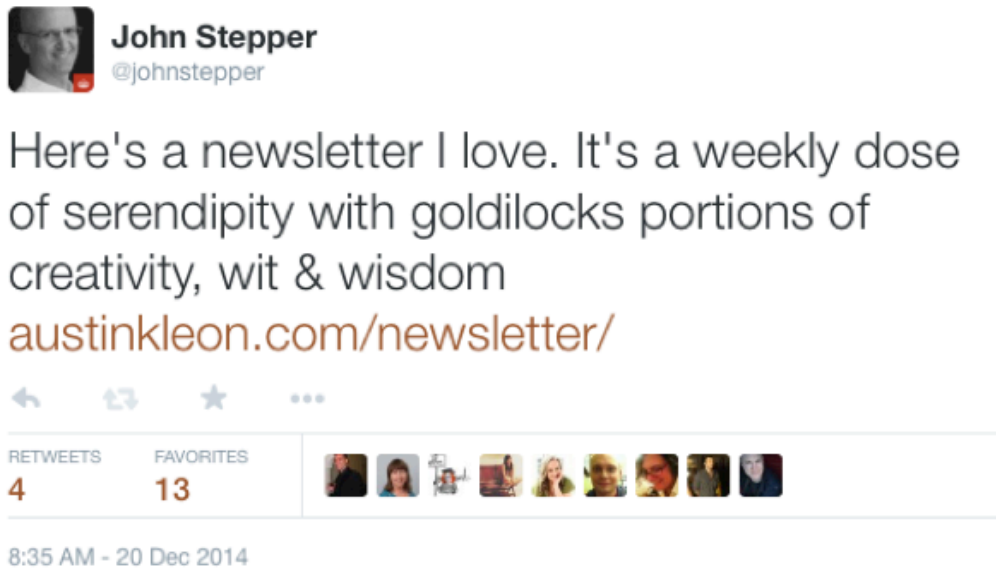 John Stepper
@johnstepper
Here's a newsletter I love. It's a weekly dose
of serendipity with goldilocks portions of
creativity, wit & wisdom
austinkleon.com/newsletter/
RETWEETS FAVORITES
4 13
8:35 AM - 20 Dec 2014